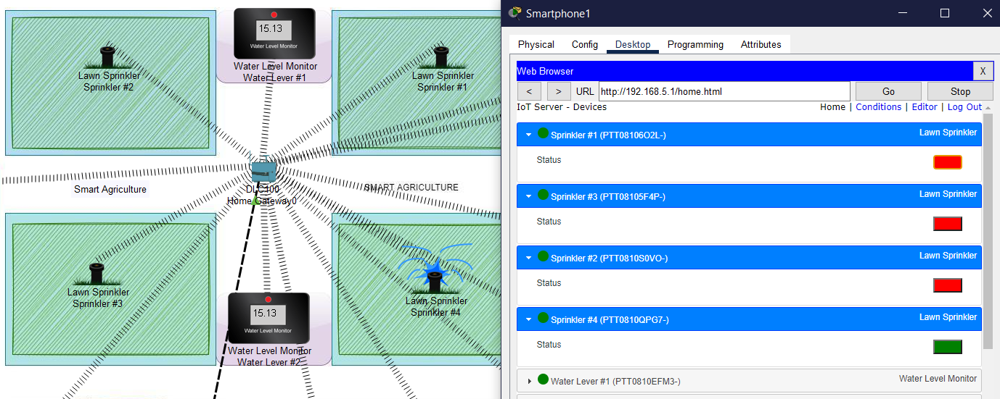 15.13
Water Level Monitor
Water Level Monitor
Water Lever #1
Lawn Sprinkler
Sprinkler #2
Lawn Sprinkler
Sprinkler #1
Smart Agriculture
DLC100
Home Gateway0
SMART AGRICULTURE
Lawn Sprinkler
Sprinkler #3
15.13
Water Level Monitor
Water Level Monitor
Water Lever #2
Lawn Sprinkler
Sprinkler #4
Smartphone1
Physical Config Desktop Programming Attributes
Web Browser X
< > URL http://192.168.5.1/home.html Go Stop
IoT Server - Devices Home | Conditions | Editor | Log Out
Sprinkler #1 (PTT08106O2L-) Lawn Sprinkler
Status
Sprinkler #3 (PTT08105F4P-) Lawn Sprinkler
Status
Sprinkler #2 (PTT0810S0VO-) Lawn Sprinkler
Status
Sprinkler #4 (PTT0810QPG7-) Lawn Sprinkler
Status
Water Lever #1 (PTT0810EFM3-) Water Level Monitor